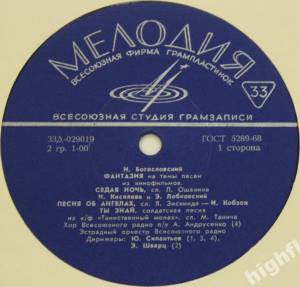 МЕЛОДИЯ
ВСЕСОЮЗНАЯ ФИРМА ГРАМПЛАСТИНОК
33
ВСЕСОЮЗНАЯ СТУДИЯ ГРАМЗАПИСИ
33Д-029019
ГОСТ 5289-68
2 гр. 1-00
1 сторона
Н. Богословский
ФАНТАЗИЯ на темы песен
из кинофильмов.
СЕДАЯ НОЧЬ, сл. Л. Ошанина
Н. Киселева и Э. Лобковский
ПЕСНЯ ОБ АНГЕЛАХ, сл. Я. Зискинда — И. Кобзон
ТЫ ЗНАЙ, солдатская песня
из к/ф «Таинственный монах», сл. М. Танича
Хор Всесоюзного радио п/у А. Андрусенко (4)
Эстрадный оркестр Всесоюзного радио
Дирижеры: Ю. Силантьев (1, 3, 4),
Э. Шварц (2)
highf